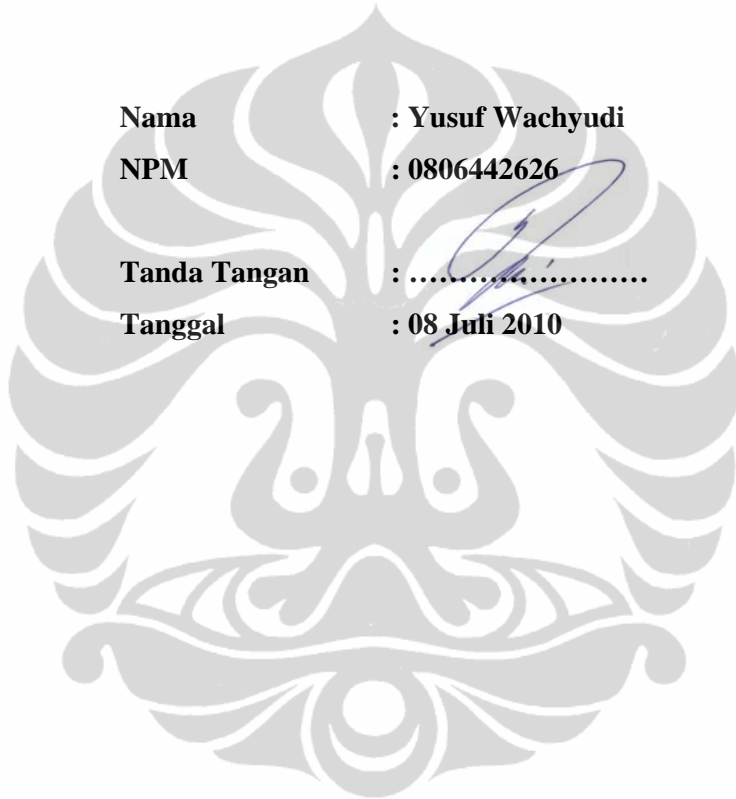 Nama : Yusuf Wachyudi
NPM : 0806442626
Tanda Tangan : ........................
Tanggal : 08 Juli 2010